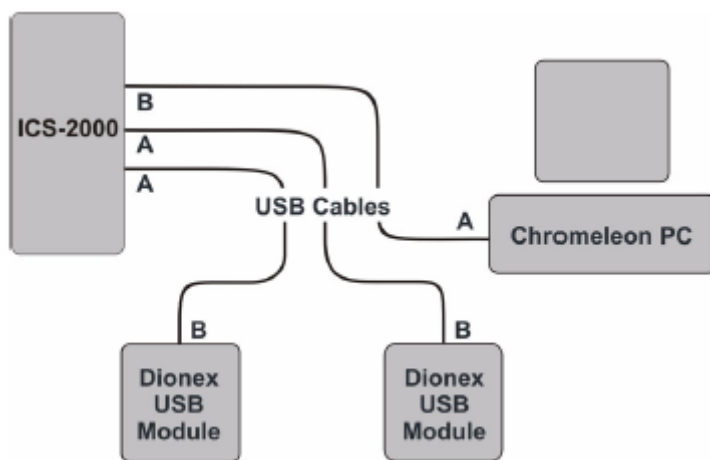 ICS-2000
B
A
A
USB Cables
A
Chromeleon PC
B
B
Dionex
USB
Module
Dionex
USB
Module